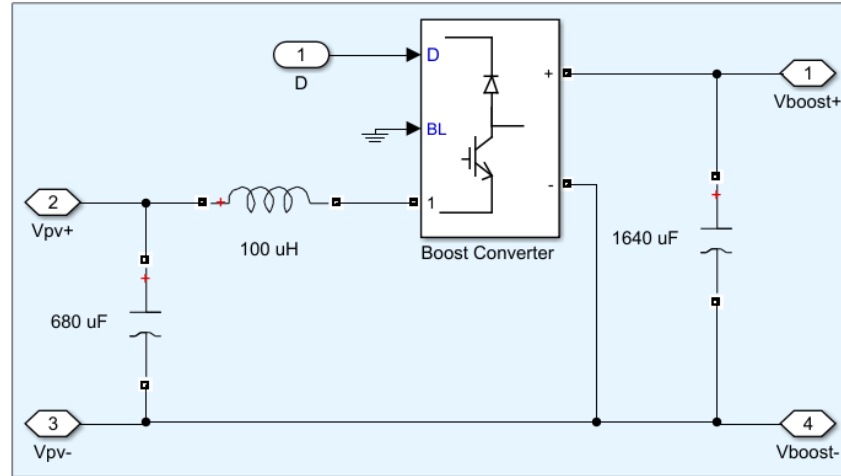 1
D
D
BL
1
+
-
Boost Converter
1
Vboost+
2
Vpv+
+
100 uH
+
680 uF
+
1640 uF
3
Vpv-
4
Vboost-